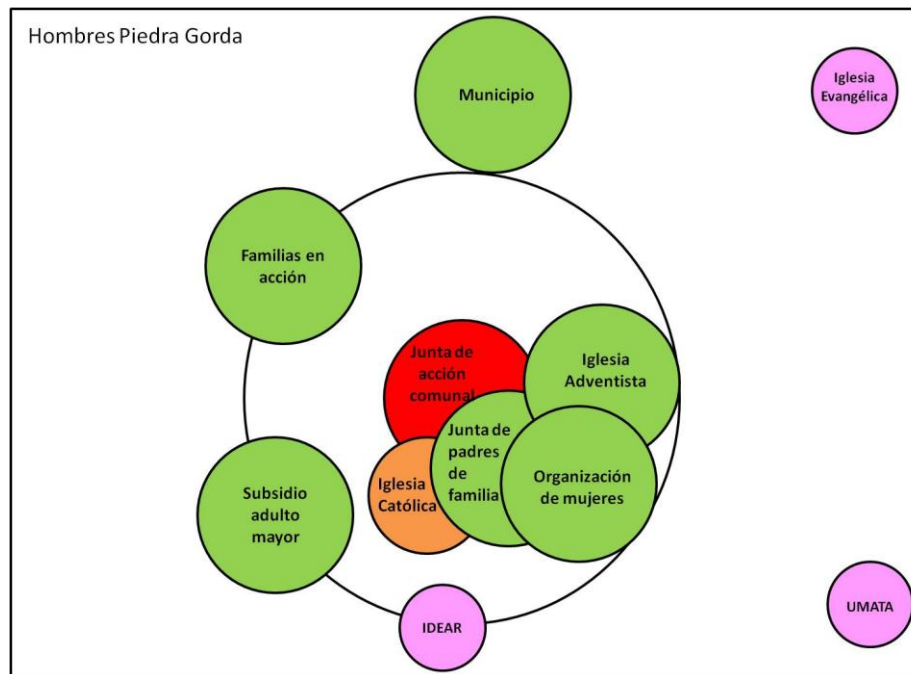 Hombres Piedra Gorda
Municipio
Iglesia
Evangélica
Familias en
acción
Junta de
acción
comunal
Iglesia
Adventista
Junta de
padres
de
familia
Organización
de mujeres
Iglesia
Católica
Subsidio
adulto
mayor
IDEAR
UMATA